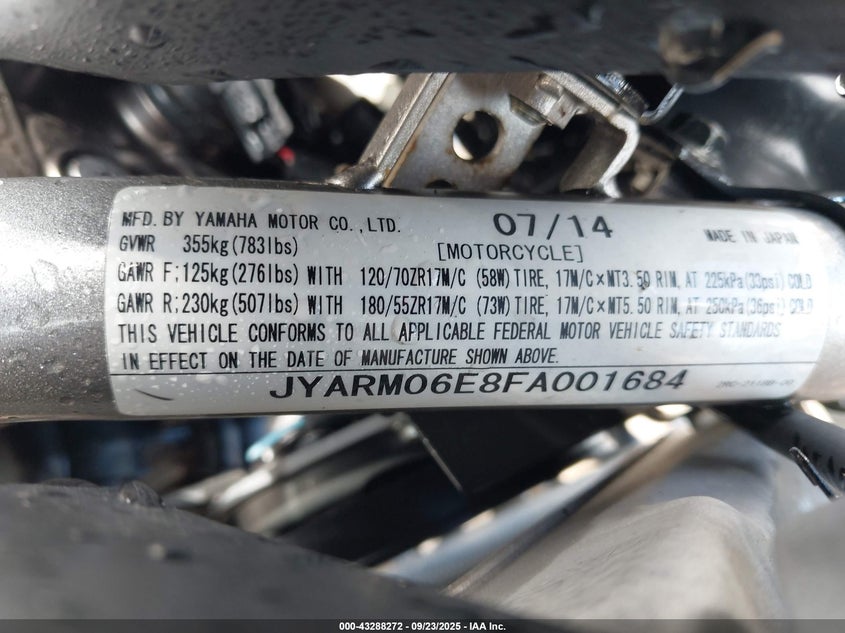 MFD. BY YAMAHA MOTOR CO.,LTD. 07/14 MADE IN JAPAN
GVWR 355kg(783lbs) [MOTORCYCLE]
GAWR F:125kg(276lbs) WITH 120/70ZR17M/C (58W) TIRE, 17M/C×MT3.50 RIM, AT 225kPa(33psi) COLD
GAWR R:230kg(507lbs) WITH 180/55ZR17M/C (73W) TIRE, 17M/C×MT5.50 RIM, AT 250kPa(36psi) COLD
THIS VEHICLE CONFORMS TO ALL APPLICABLE FEDERAL MOTOR VEHICLE SAFETY STANDARDS
IN EFFECT ON THE DATE OF MANUFACTURE SHOWN ABOVE.
JYARM06E8FA001684
000-43288272 - 09/23/2025 - IAA Inc.